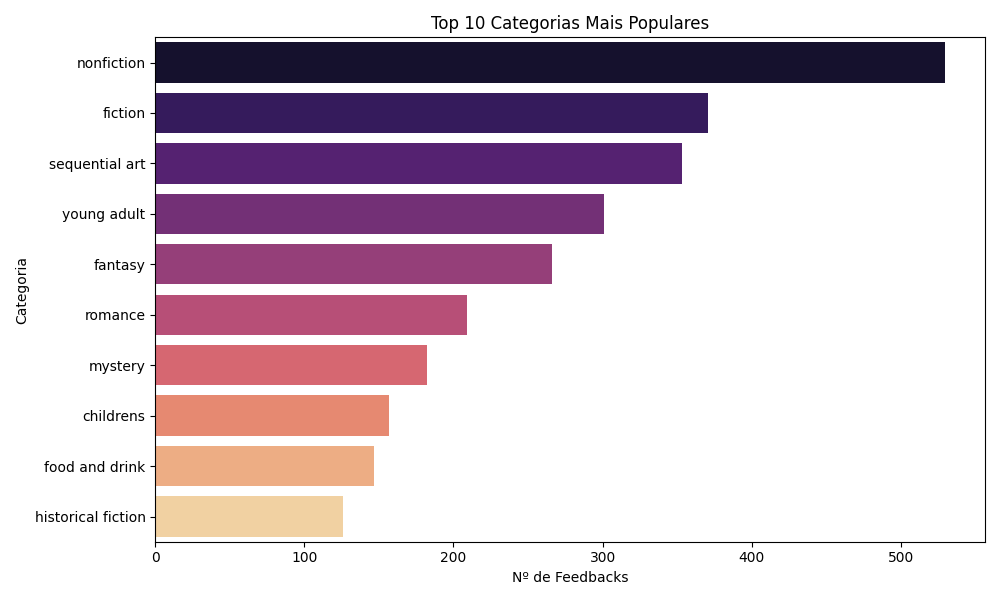 Top 10 Categorias Mais Populares
Categoria
nonfiction
fiction
sequential art
young adult
fantasy
romance
mystery
childrens
food and drink
historical fiction
0 100 200 300 400 500
Nº de Feedbacks